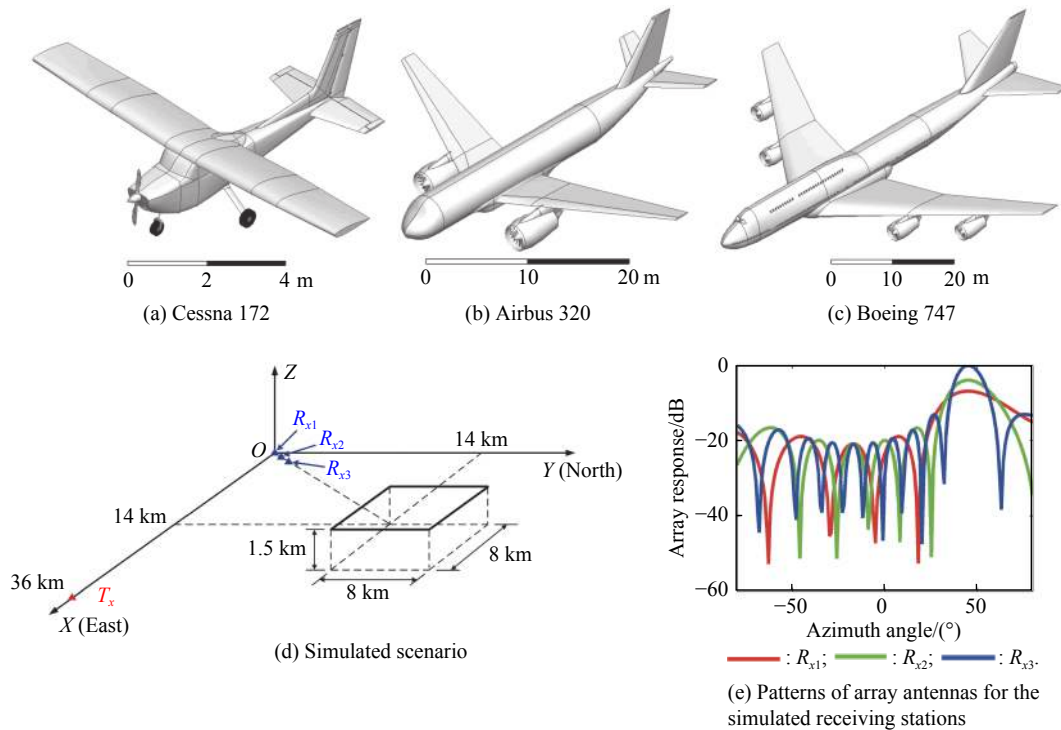 0 2 4 m
(a) Cessna 172
0 10 20 m
(b) Airbus 320
0 10 20 m
(c) Boeing 747
Z
Rx1
Rx2
Rx3
O
14 km
Y (North)
14 km
1.5 km
8 km
8 km
36 km
Tx
X (East)
(d) Simulated scenario
0
−20
−40
−60
Array response/dB
−50 0 50
Azimuth angle/(°)
: Rx1; : Rx2; : Rx3.
(e) Patterns of array antennas for the
simulated receiving stations